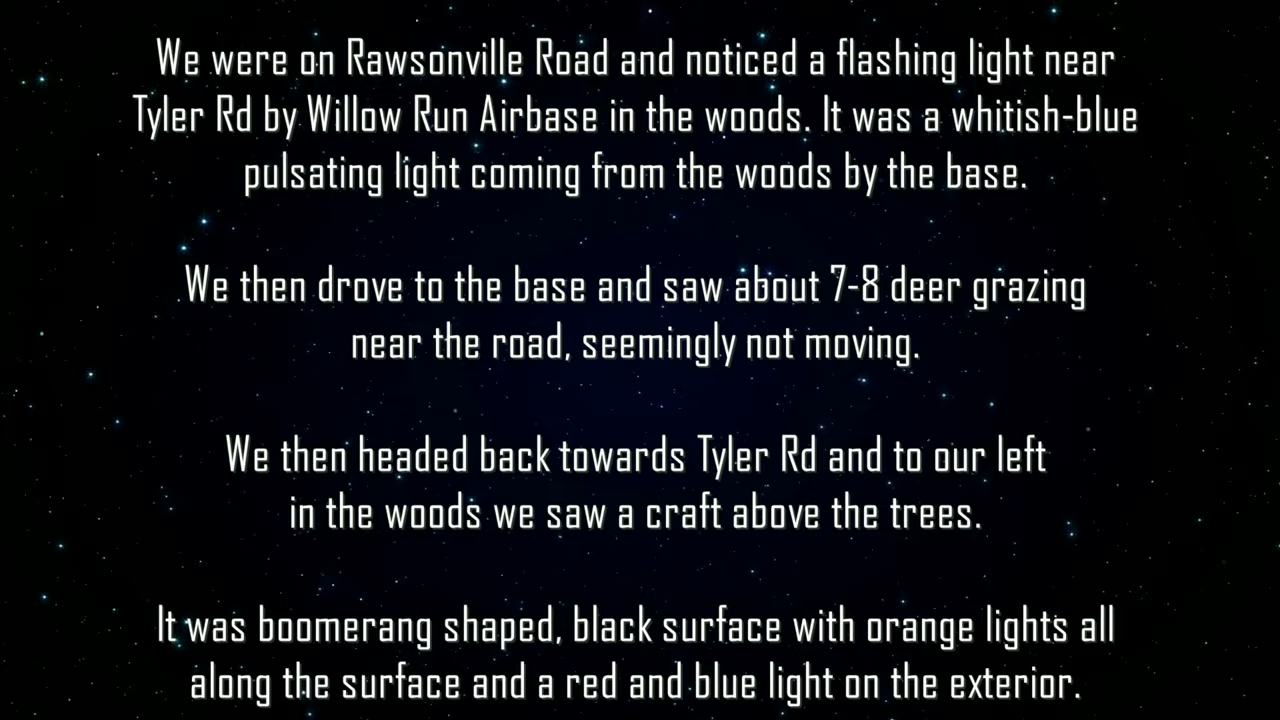 We were on Rawsonville Road and noticed a flashing light near
Tyler Rd by Willow Run Airbase in the woods. It was a whitish-blue
pulsating light coming from the woods by the base.
We then drove to the base and saw about 7-8 deer grazing
near the road, seemingly not moving.
We then headed back towards Tyler Rd and to our left
in the woods we saw a craft above the trees.
It was boomerang shaped, black surface with orange lights all
along the surface and a red and blue light on the exterior.